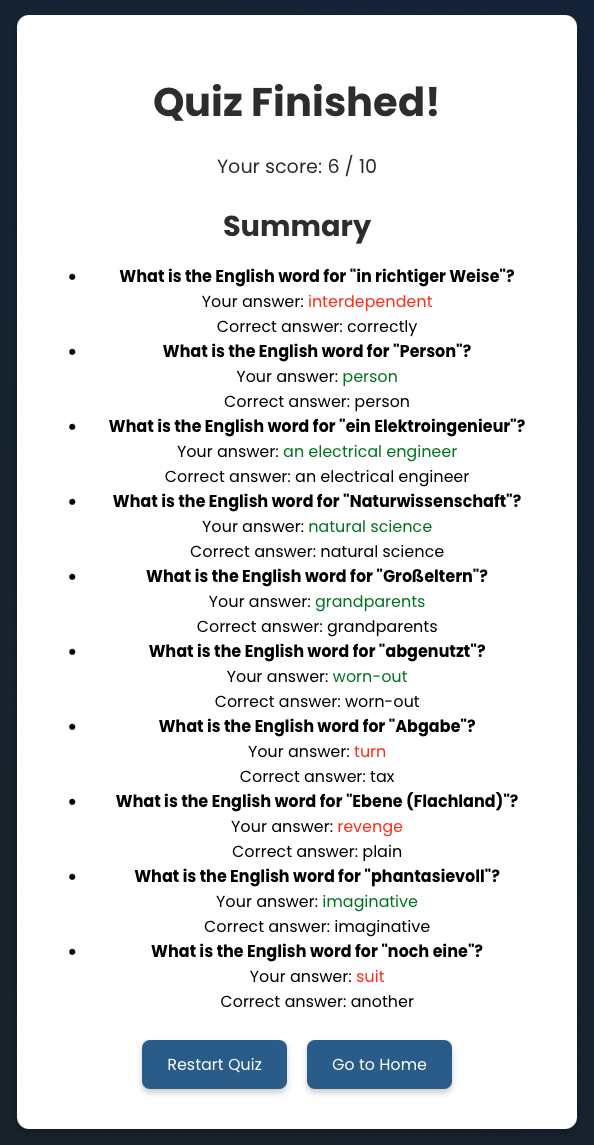 Quiz Finished!
Your score: 6 / 10
Summary
What is the English word for "in richtiger Weise"?
Your answer: interdependent
Correct answer: correctly
What is the English word for "Person"?
Your answer: person
Correct answer: person
What is the English word for "ein Elektroingenieur"?
Your answer: an electrical engineer
Correct answer: an electrical engineer
What is the English word for "Naturwissenschaft"?
Your answer: natural science
Correct answer: natural science
What is the English word for "Großeltern"?
Your answer: grandparents
Correct answer: grandparents
What is the English word for "abgenutzt"?
Your answer: worn-out
Correct answer: worn-out
What is the English word for "Abgabe"?
Your answer: turn
Correct answer: tax
What is the English word for "Ebene (Flachland)"?
Your answer: revenge
Correct answer: plain
What is the English word for "phantasievoll"?
Your answer: imaginative
Correct answer: imaginative
What is the English word for "noch eine"?
Your answer: suit
Correct answer: another
Restart Quiz
Go to Home